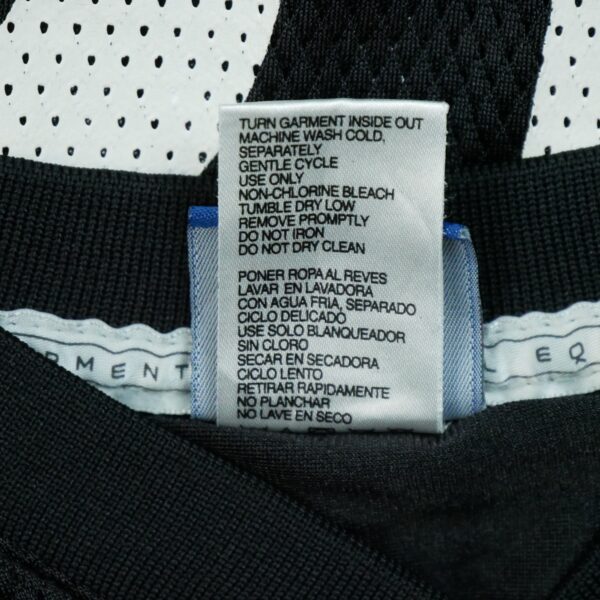 TURN GARMENT INSIDE OUT
MACHINE WASH COLD,
SEPARATELY
GENTLE CYCLE
USE ONLY
NON-CHLORINE BLEACH
TUMBLE DRY LOW
REMOVE PROMPTLY
DO NOT IRON
DO NOT DRY CLEAN
PONER ROPA AL REVES
LAVAR EN LAVADORA
CON AGUA FRIA, SEPARADO
CICLO DELICADO
USE SOLO BLANQUEADOR
SIN CLORO
SECAR EN SECADORA
CICLO LENTO
RETIRAR RAPIDAMENTE
NO PLANCHAR
NO LAVE EN SECO
RMENT
L EQ